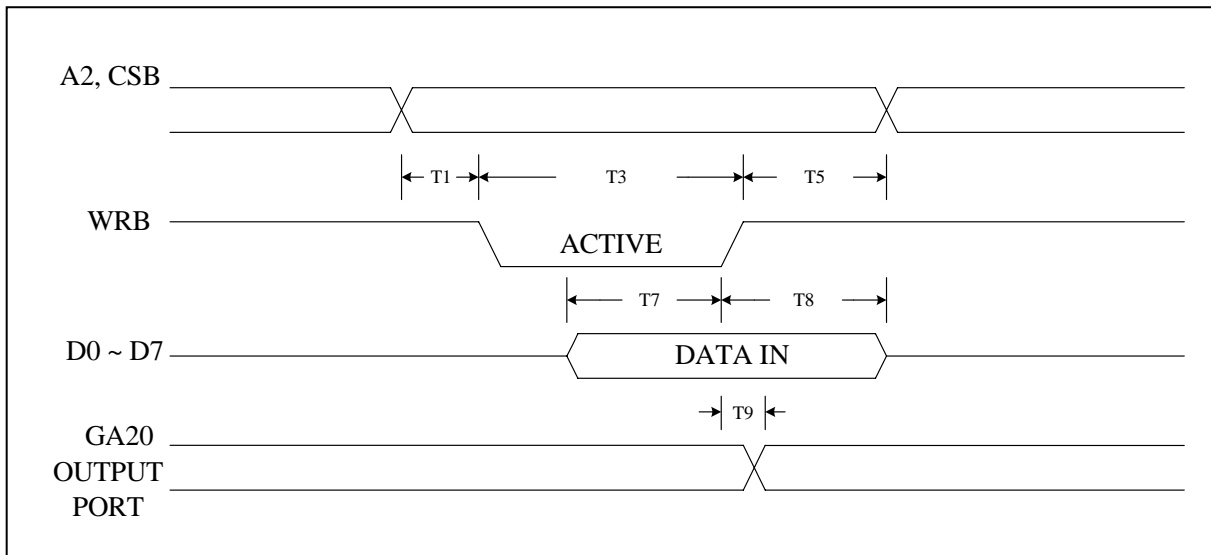 A2, CSB
T1
T3
T5
WRB
ACTIVE
T7
T8
D0 ~ D7
DATA IN
T9
GA20
OUTPUT
PORT